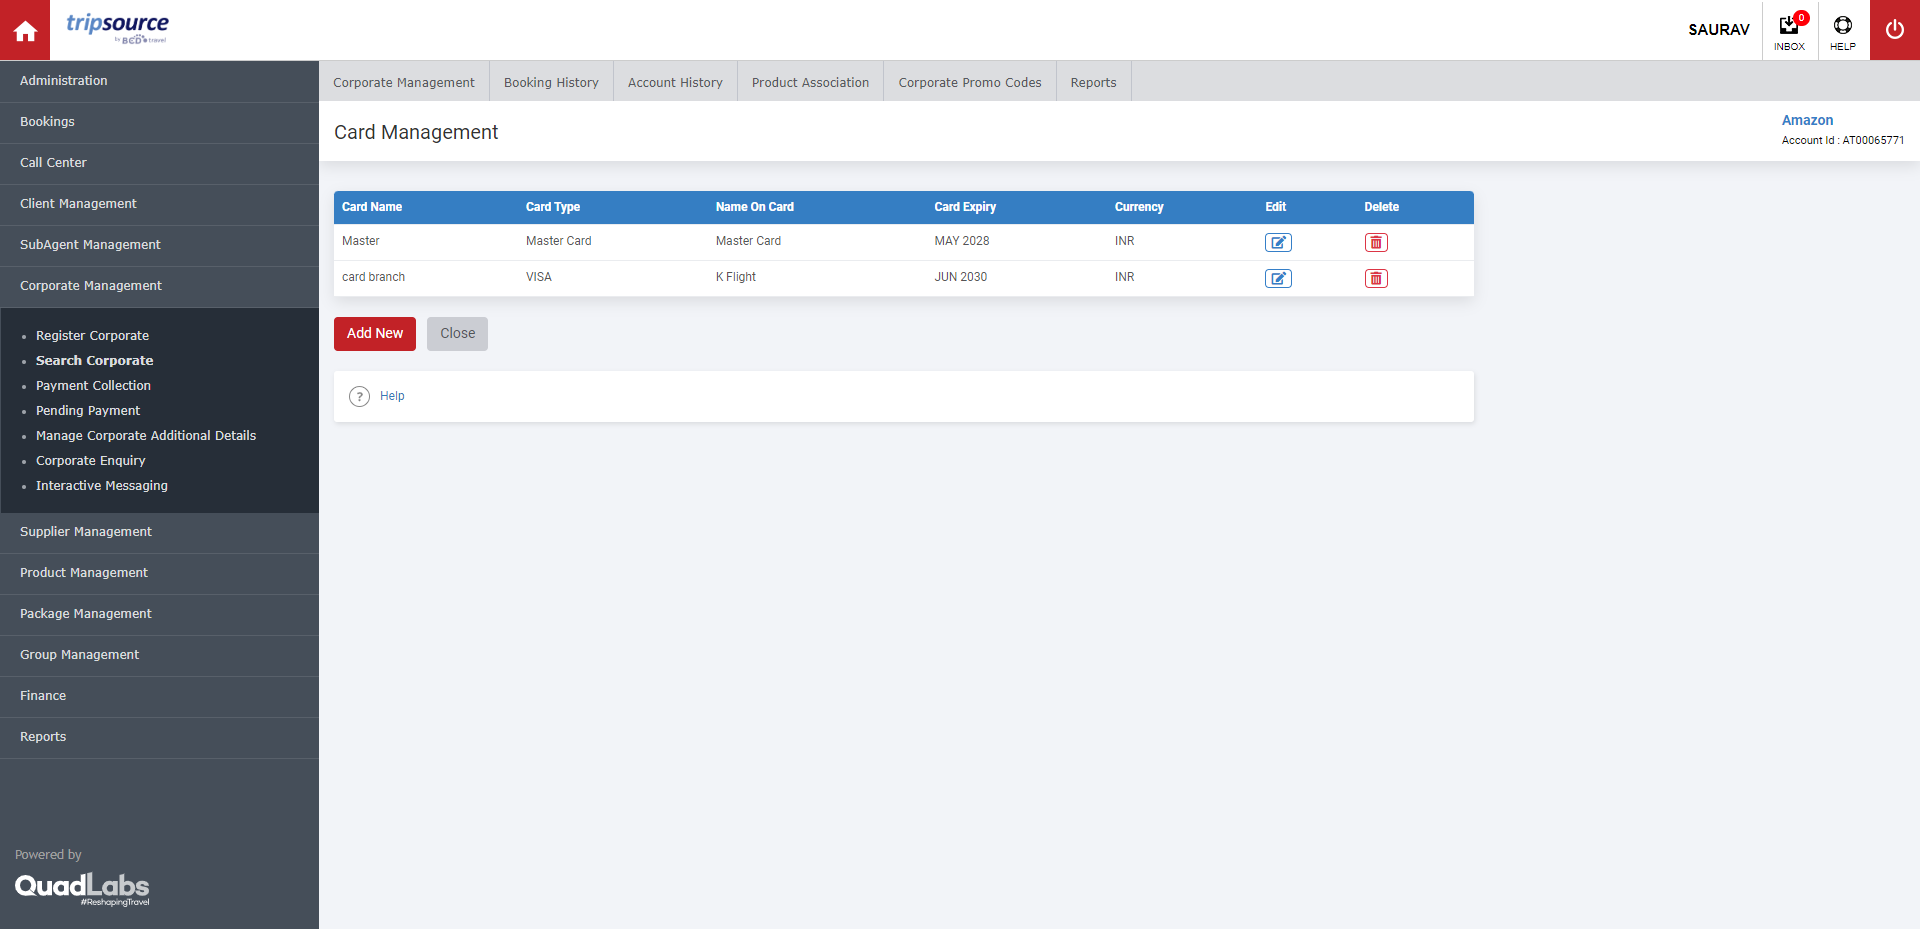 tripsource
by BCD travel
SAURAV
0
INBOX
HELP
Administration
Bookings
Call Center
Client Management
SubAgent Management
Corporate Management
Register Corporate
Search Corporate
Payment Collection
Pending Payment
Manage Corporate Additional Details
Corporate Enquiry
Interactive Messaging
Supplier Management
Product Management
Package Management
Group Management
Finance
Reports
Powered by
QuadLabs
#ReshapingTravel
Corporate Management Booking History Account History Product Association Corporate Promo Codes Reports
Card Management
Amazon
Account Id : AT00065771
Card Name Card Type Name On Card Card Expiry Currency Edit Delete
Master Master Card Master Card MAY 2028 INR
card branch VISA K Flight JUN 2030 INR
Add New Close
? Help